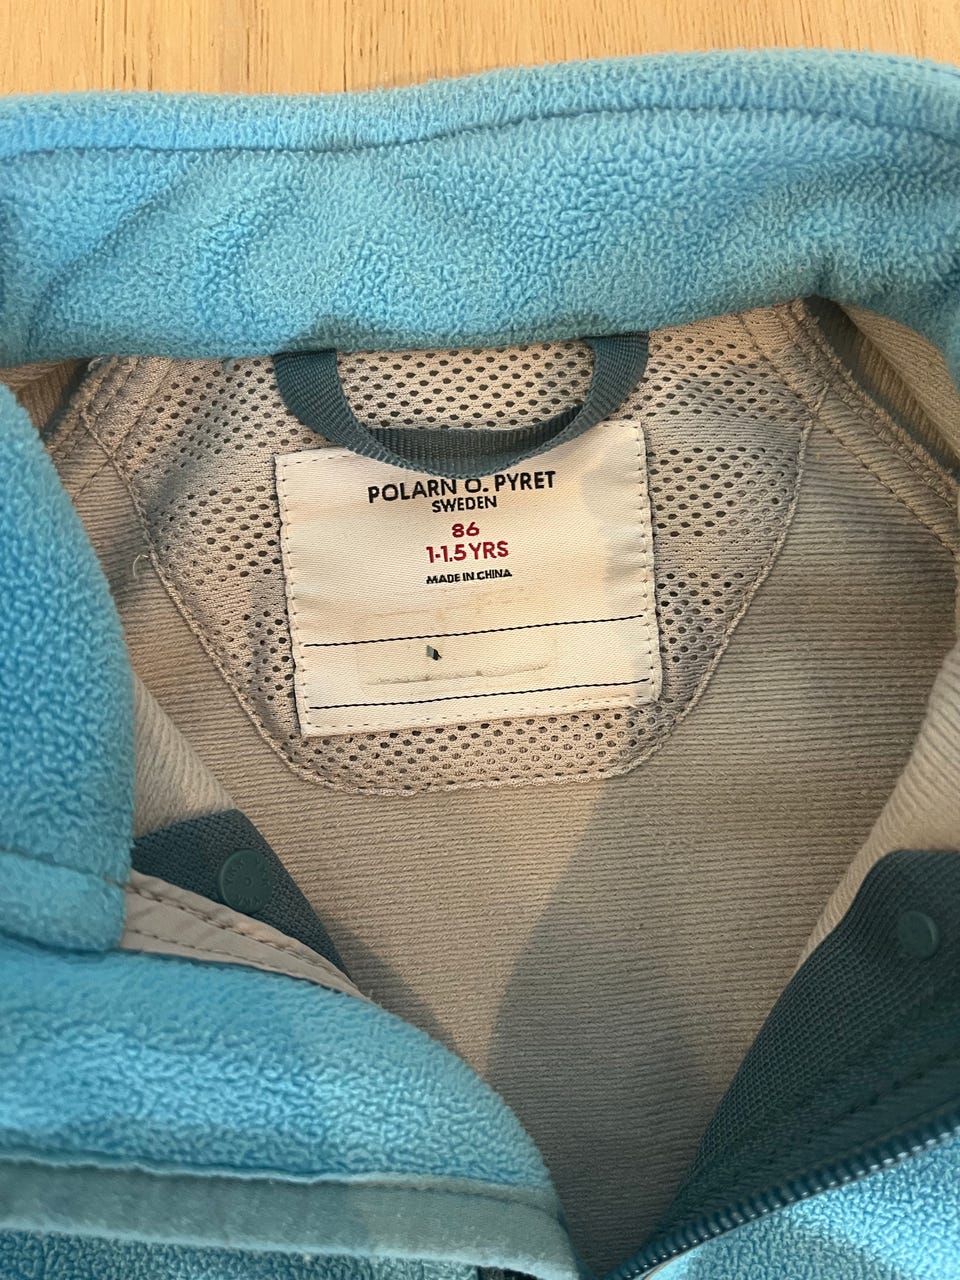 POLARN O. PYRET
SWEDEN
86
1-1.5 YRS
MADE IN CHINA